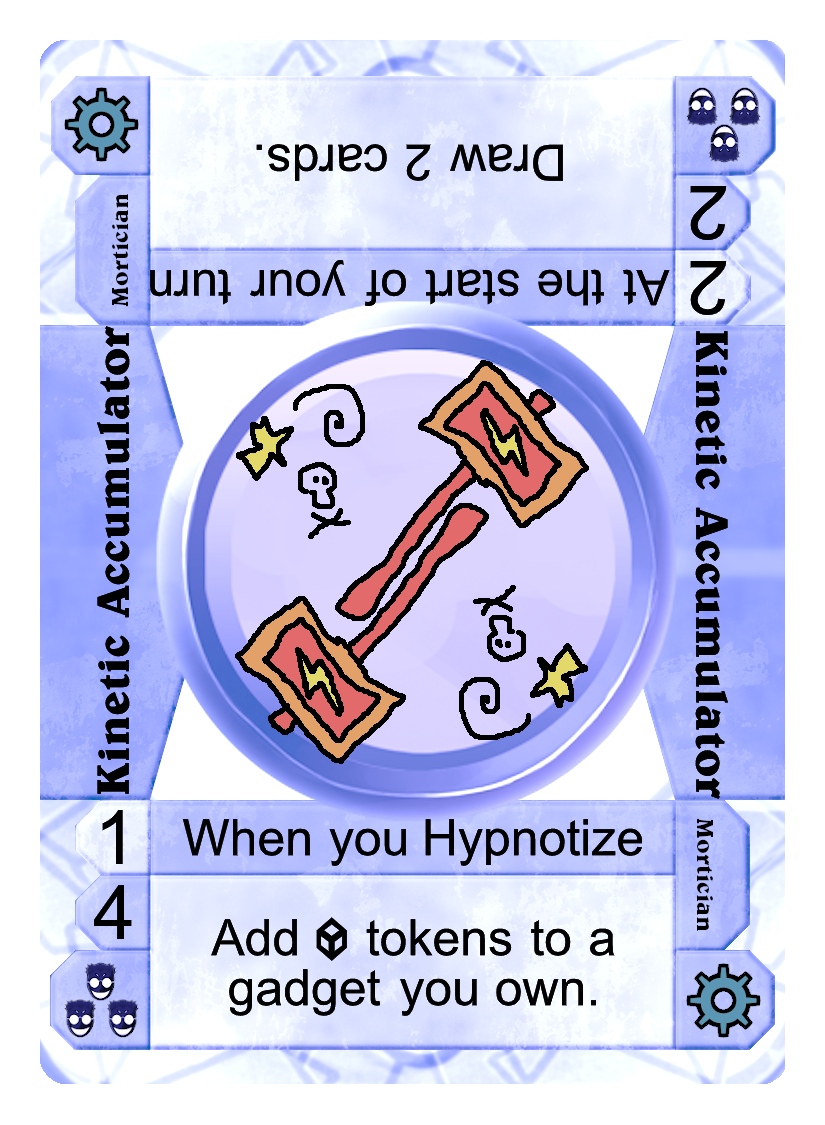 Draw 2 cards.
At the start of your turn
2
2
Mortician
Kinetic Accumulator
Kinetic Accumulator
1
When you Hypnotize
4
Add tokens to a
gadget you own.
Mortician